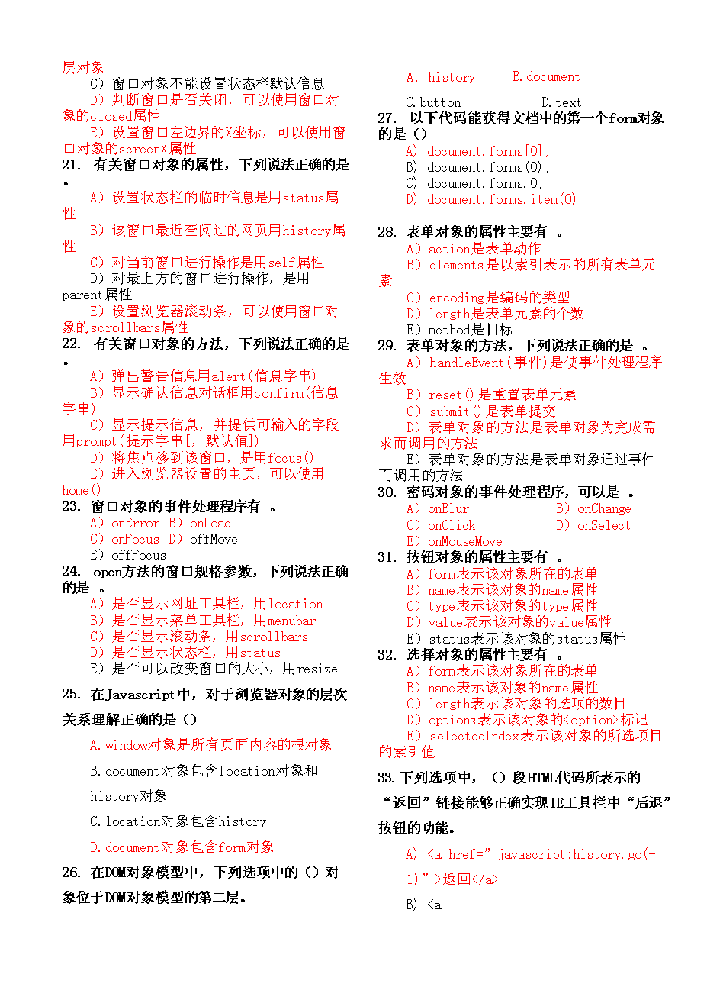 层对象
C）窗口对象不能设置状态栏默认信息
D）判断窗口是否关闭，可以使用窗口对
象的closed属性
E）设置窗口左边界的X坐标，可以使用窗
口对象的screenX属性
21. 有关窗口对象的属性，下列说法正确的是
。
A）设置状态栏的临时信息是用status属
性
B）该窗口最近查阅过的网页用history属
性
C）对当前窗口进行操作是用self属性
D）对最上方的窗口进行操作，是用
parent属性
E）设置浏览器滚动条，可以使用窗口对
象的scrollbars属性
22. 有关窗口对象的方法，下列说法正确的是
。
A）弹出警告信息用alert(信息字串)
B）显示确认信息对话框用confirm(信息
字串)
C）显示提示信息，并提供可输入的字段
用prompt(提示字串[，默认值])
D）将焦点移到该窗口，是用focus()
E）进入浏览器设置的主页，可以使用
home()
23. 窗口对象的事件处理程序有 。
A）onError B）onLoad
C）onFocus D）offMove
E）offFocus
24. open方法的窗口规格参数，下列说法正确
的是 。
A）是否显示网址工具栏，用location
B）是否显示菜单工具栏，用menubar
C）是否显示滚动条，用scrollbars
D）是否显示状态栏，用status
E）是否可以改变窗口的大小，用resize
25. 在Javascript中，对于浏览器对象的层次
关系理解正确的是（）
A.window对象是所有页面内容的根对象
B.document对象包含location对象和
history对象
C.location对象包含history
D.document对象包含form对象
26. 在DOM对象模型中，下列选项中的（）对
象位于DOM对象模型的第二层。
A. history B.document
C.button D.text
27. 以下代码能获得文档中的第一个form对象
的是（）
A) document.forms[0];
B) document.forms(0);
C) document.forms.0;
D) document.forms.item(0)
28. 表单对象的属性主要有 。
A）action是表单动作
B）elements是以索引表示的所有表单元
素
C）encoding是编码的类型
D）length是表单元素的个数
E）method是目标
29. 表单对象的方法，下列说法正确的是 。
A）handleEvent(事件)是使事件处理程序
生效
B）reset()是重置表单元素
C）submit()是表单提交
D）表单对象的方法是表单对象为完成需
求而调用的方法
E）表单对象的方法是表单对象通过事件
而调用的方法
30. 密码对象的事件处理程序，可以是 。
A）onBlur B）onChange
C）onClick D）onSelect
E）onMouseMove
31. 按钮对象的属性主要有 。
A）form表示该对象所在的表单
B）name表示该对象的name属性
C）type表示该对象的type属性
D）value表示该对象的value属性
E）status表示该对象的status属性
32. 选择对象的属性主要有 。
A）form表示该对象所在的表单
B）name表示该对象的name属性
C）length表示该对象的选项的数目
D）options表示该对象的<option>标记
E）selectedIndex表示该对象的所选项目
的索引值
33.下列选项中，（）段HTML代码所表示的
“返回”链接能够正确实现IE工具栏中“后退”
按钮的功能。
A) <a href=”javascript:history.go(-
1)”>返回</a>
B) <a